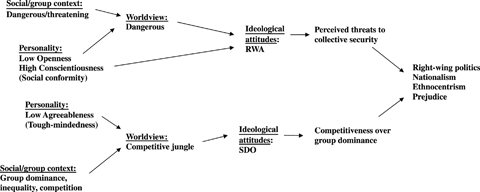 Social/group context:
Dangerous/threatening
Personality:
Low Openness
High Conscientiousness
(Social conformity)
Worldview:
Dangerous
Ideological
attitudes:
RWA
Perceived threats to
collective security
Personality:
Low Agreeableness
(Tough-mindedness)
Social/group context:
Group dominance,
inequality, competition
Worldview:
Competitive jungle
Ideological
attitudes:
SDO
Competitiveness over
group dominance
Right-wing politics
Nationalism
Ethnocentrism
Prejudice